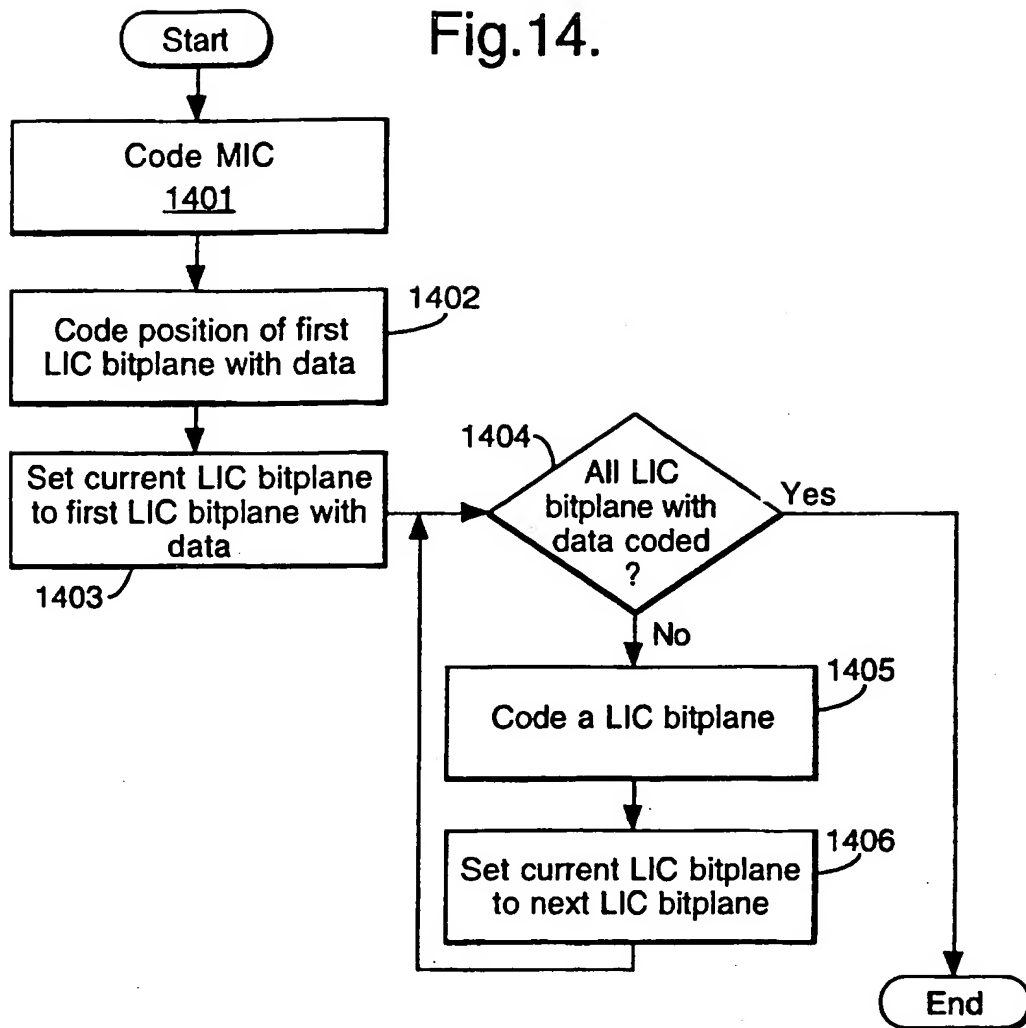 Fig.14.
Start
Code MIC
1401
1402
Code position of first
LIC bitplane with data
Set current LIC bitplane
to first LIC bitplane with
data
1403
1404
All LIC
bitplane with
data coded
?
Yes
No
1405
Code a LIC bitplane
1406
Set current LIC bitplane
to next LIC bitplane
End